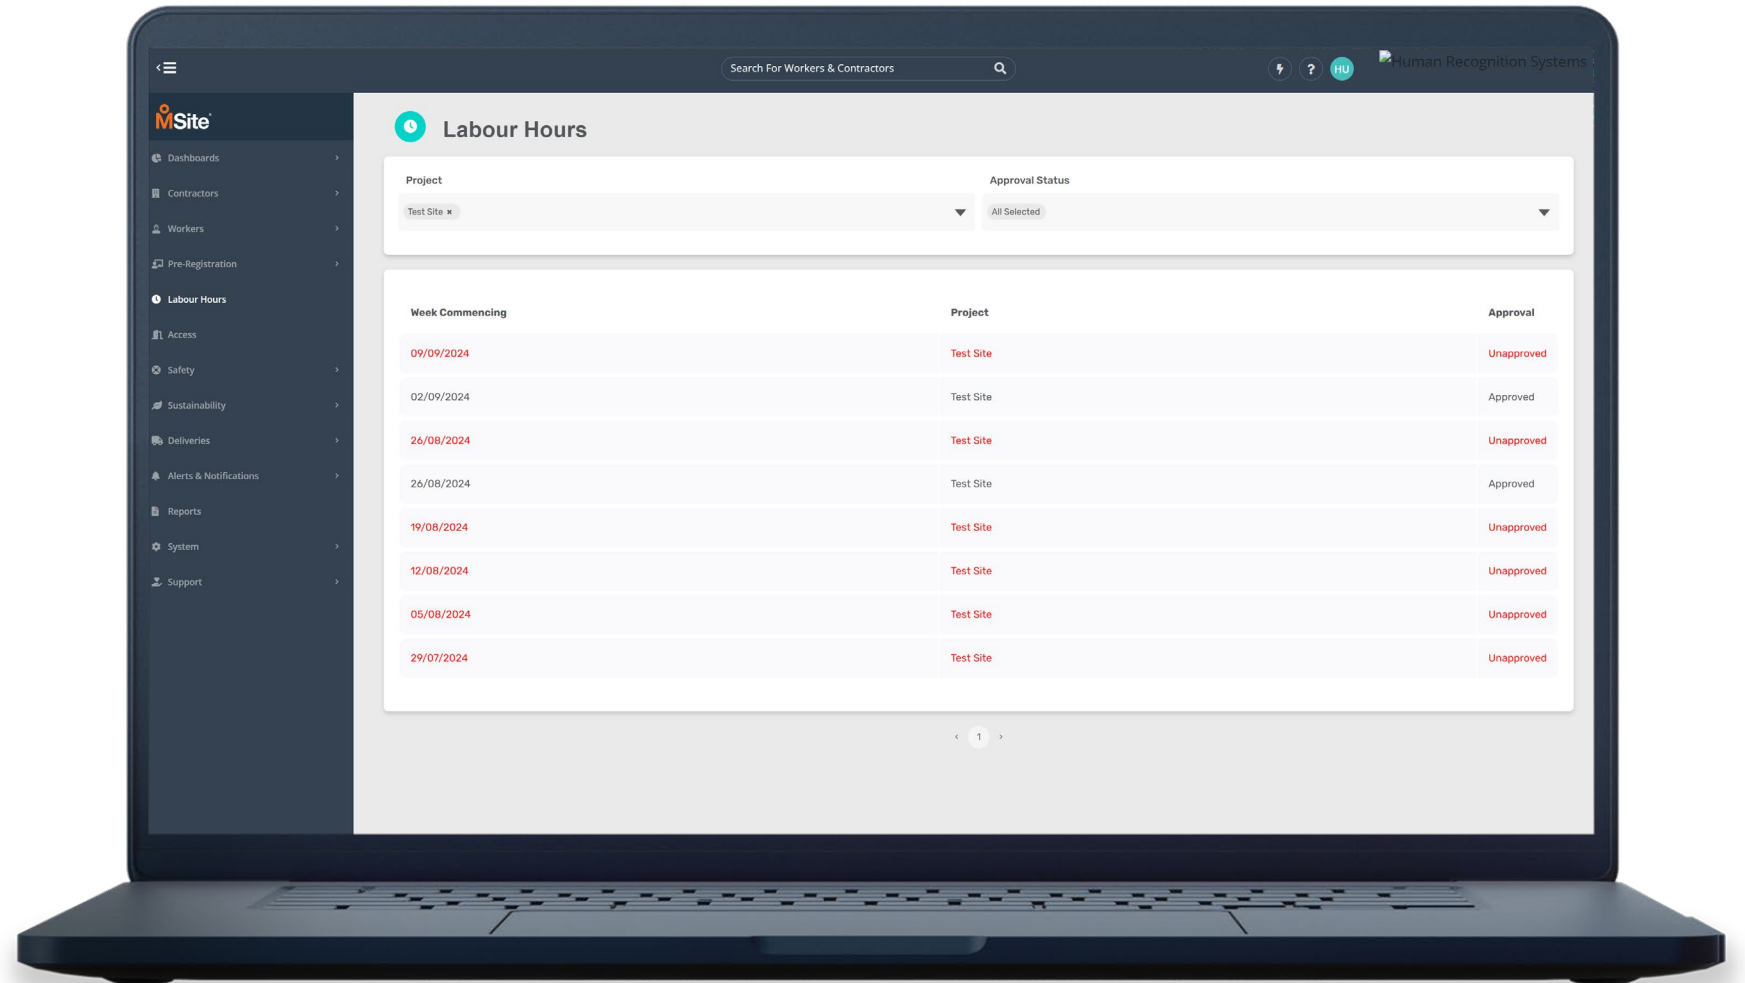 Search For Workers & Contractors
?
HU
Human Recognition Systems
MSite
Labour Hours
Dashboards
Contractors
Workers
Pre-Registration
Labour Hours
Access
Safety
Sustainability
Deliveries
Alerts & Notifications
Reports
System
Support
Project
Approval Status
Test Site ×
All Selected
Week Commencing Project Approval
09/09/2024 Test Site Unapproved
02/09/2024 Test Site Approved
26/08/2024 Test Site Unapproved
26/08/2024 Test Site Approved
19/08/2024 Test Site Unapproved
12/08/2024 Test Site Unapproved
05/08/2024 Test Site Unapproved
29/07/2024 Test Site Unapproved
‹ 1 ›